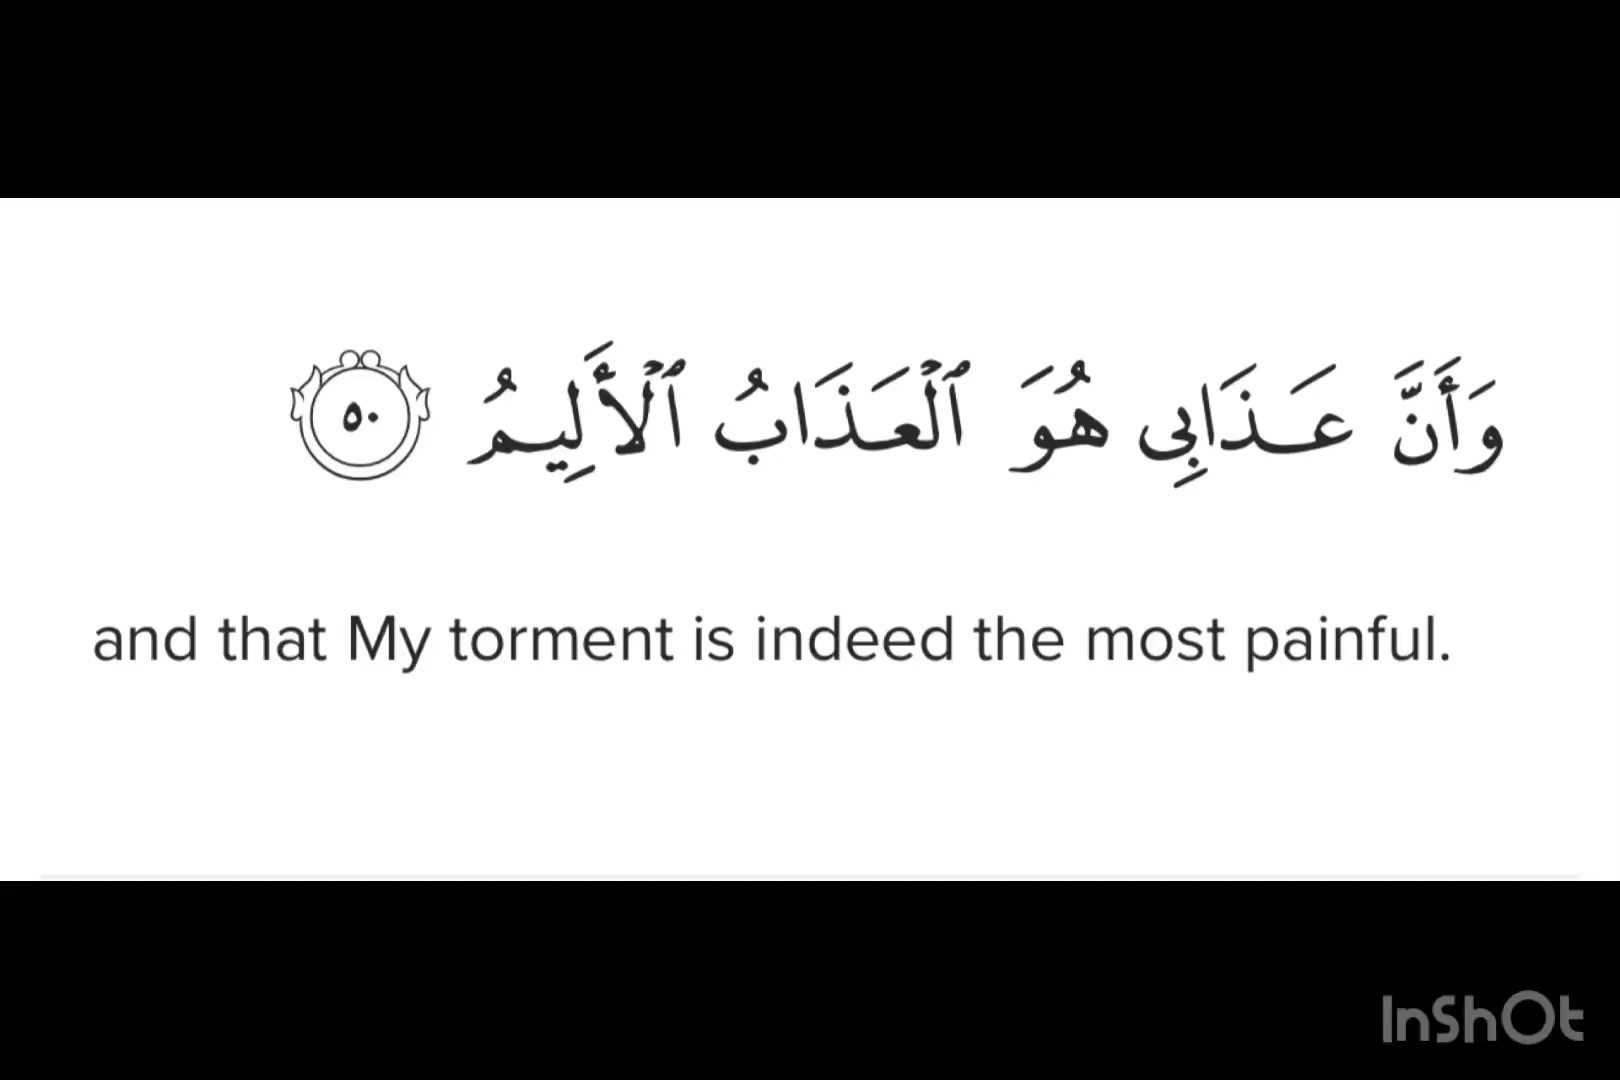 وَأَنَّ عَذَابِى هُوَ ٱلْعَذَابُ ٱلْأَلِيمُ ٥٠
and that My torment is indeed the most painful.
InShOt